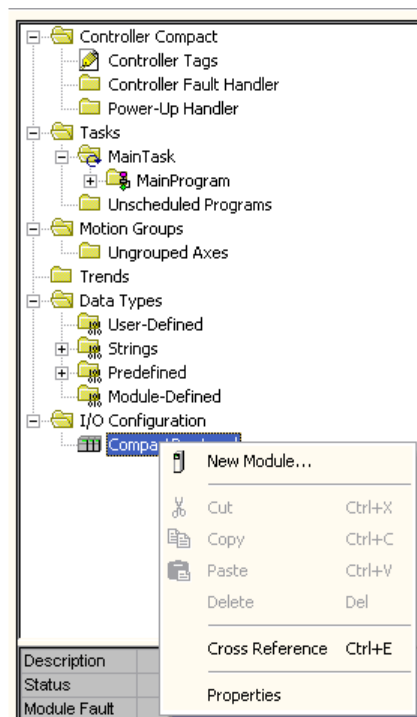 Controller Compact
Controller Tags
Controller Fault Handler
Power-Up Handler
Tasks
MainTask
MainProgram
Unscheduled Programs
Motion Groups
Ungrouped Axes
Trends
Data Types
User-Defined
Strings
Predefined
Module-Defined
I/O Configuration
New Module...
Cut Ctrl+X
Copy Ctrl+C
Paste Ctrl+V
Delete Del
Cross Reference Ctrl+E
Properties
Description
Status
Module Fault